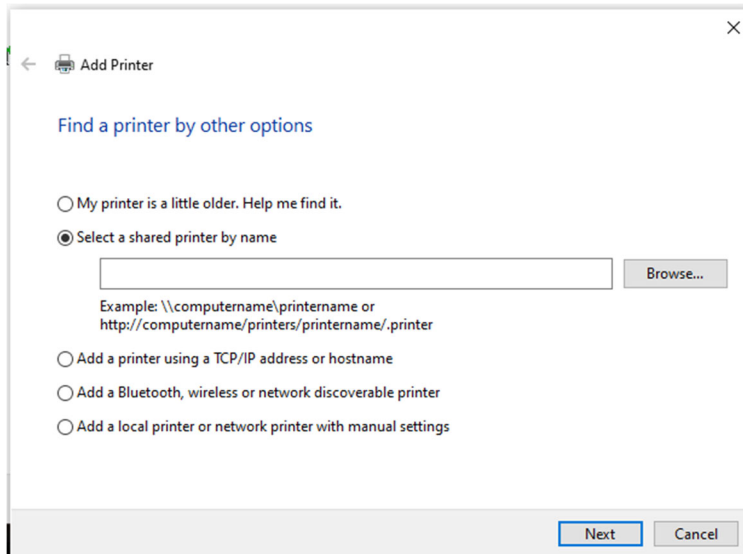 Add Printer
Find a printer by other options
My printer is a little older. Help me find it.
Select a shared printer by name
Browse...
Example: \\computername\printername or
http://computername/printers/printername/.printer
Add a printer using a TCP/IP address or hostname
Add a Bluetooth, wireless or network discoverable printer
Add a local printer or network printer with manual settings
Next
Cancel